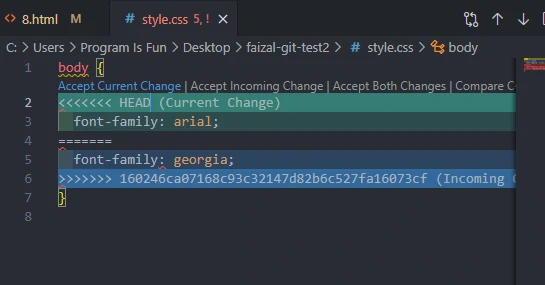 8.html M style.css 5, !
C: > Users > Program Is Fun > Desktop > faizal-git-test2 > style.css > body
1 body {
Accept Current Change | Accept Incoming Change | Accept Both Changes | Compare C
2 <<<<<<< HEAD (Current Change)
3 font-family: arial;
4 =======
5 font-family: georgia;
6 >>>>>>> 160246ca07168c93c32147d82b6c527fa16073cf (Incoming
7 }
8